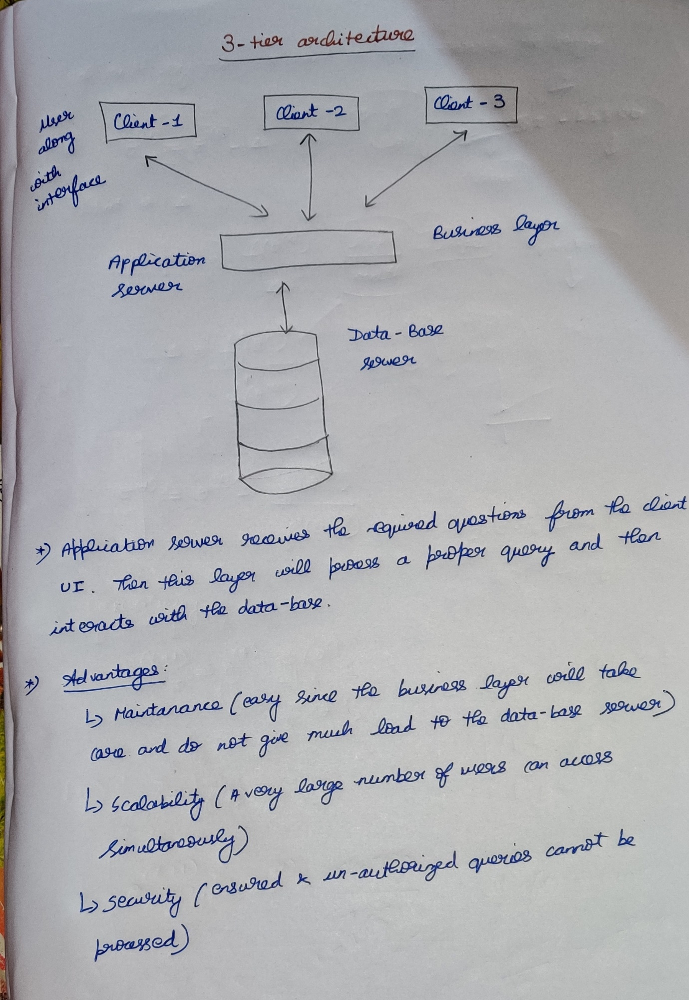 3-tier architecture
Client-1
Client-2
Client-3
User
along
with
interface
Business layer
Application
server
Data-Base
server
*) Application server receives the required questions from the client
UI. Then this layer will process a proper query and then
interacts with the data-base.
*) Advantages:
↳ Maintanance (easy since the business layer will take
care and do not give much load to the data-base server)
↳ Scalability (A very large number of users can access
simultaneously)
↳ security (ensured & un-authorized queries cannot be
processed)